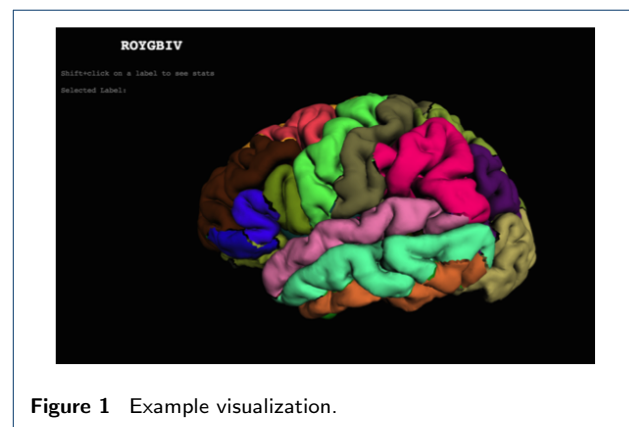 ROYGBIV
Shift+click on a label to see stats
Selected Label:
Figure 1 Example visualization.